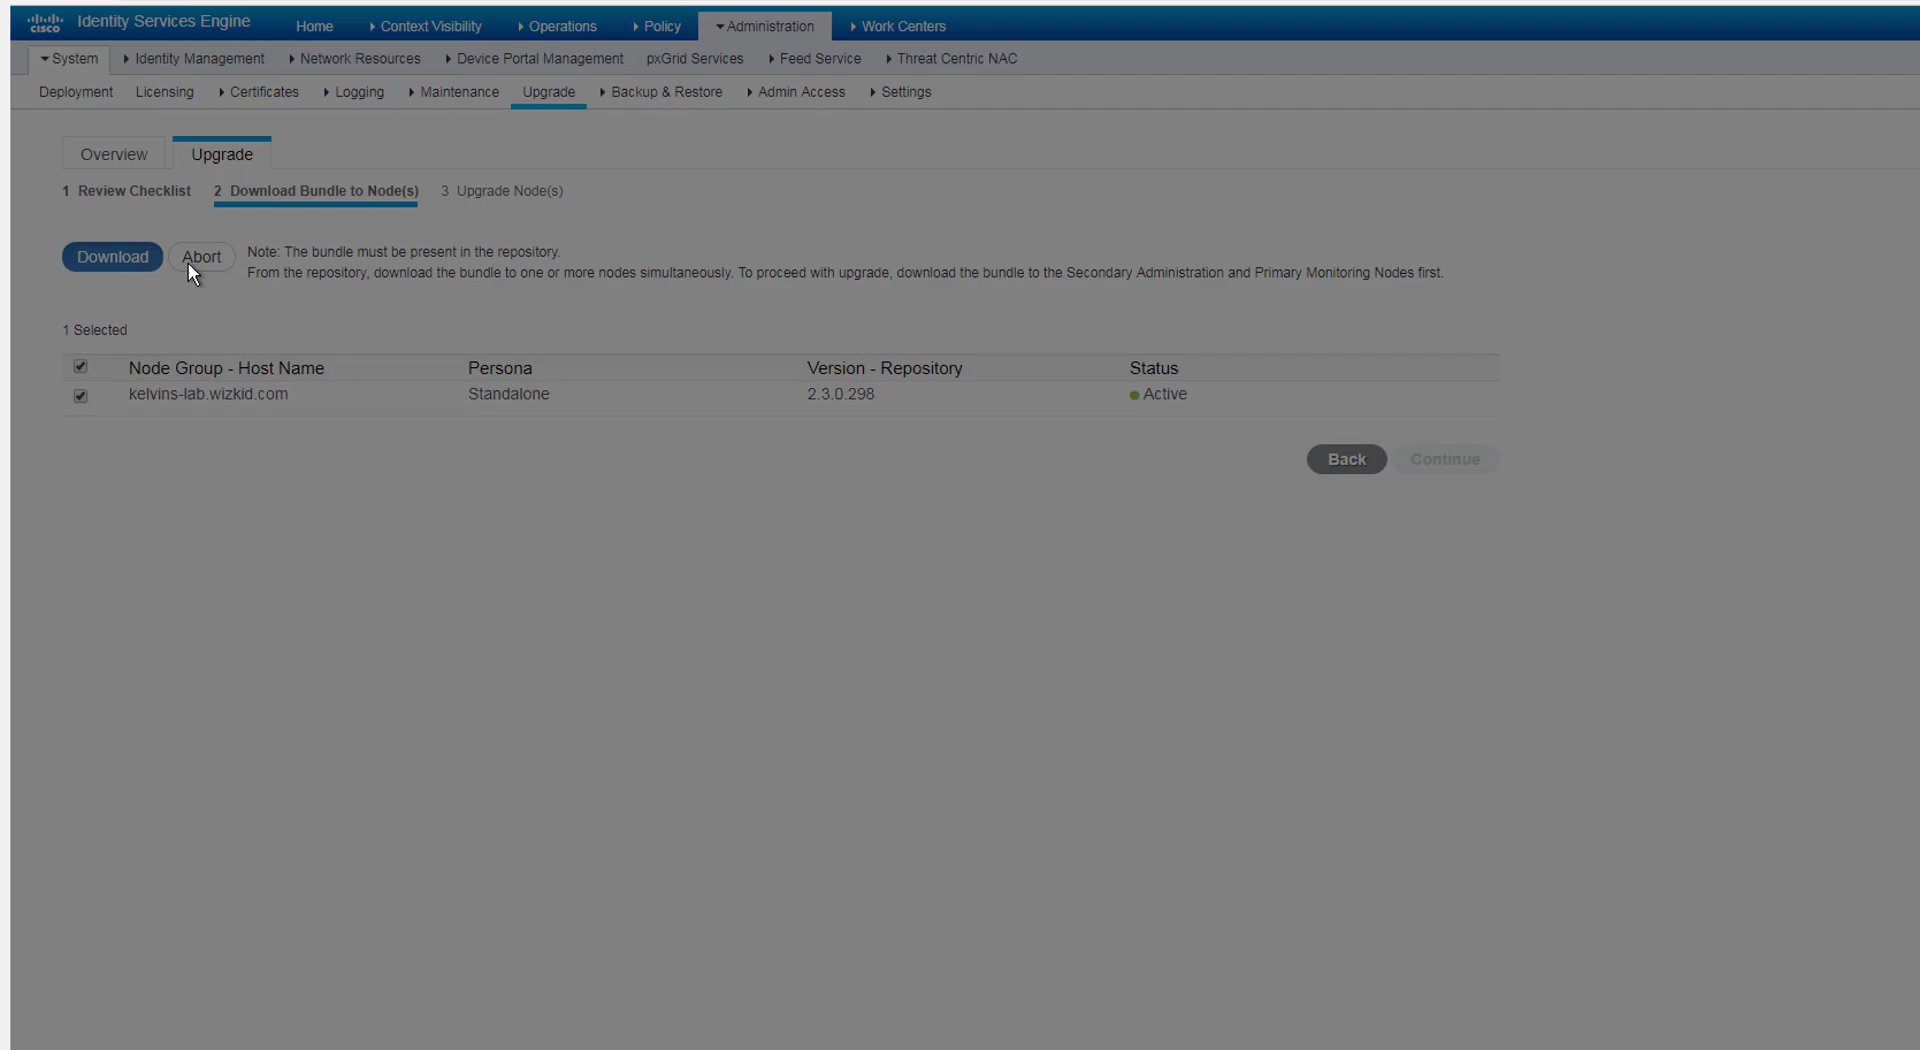 cisco Identity Services Engine Home Context Visibility Operations Policy Administration Work Centers
System Identity Management Network Resources Device Portal Management pxGrid Services Feed Service Threat Centric NAC
Deployment Licensing Certificates Logging Maintenance Upgrade Backup & Restore Admin Access Settings
Overview Upgrade
1 Review Checklist 2 Download Bundle to Node(s) 3 Upgrade Node(s)
Download Abort
Note: The bundle must be present in the repository.
From the repository, download the bundle to one or more nodes simultaneously. To proceed with upgrade, download the bundle to the Secondary Administration and Primary Monitoring Nodes first.
1 Selected
Node Group - Host Name Persona Version - Repository Status
kelvins-lab.wizkid.com Standalone 2.3.0.298 Active
Back Continue